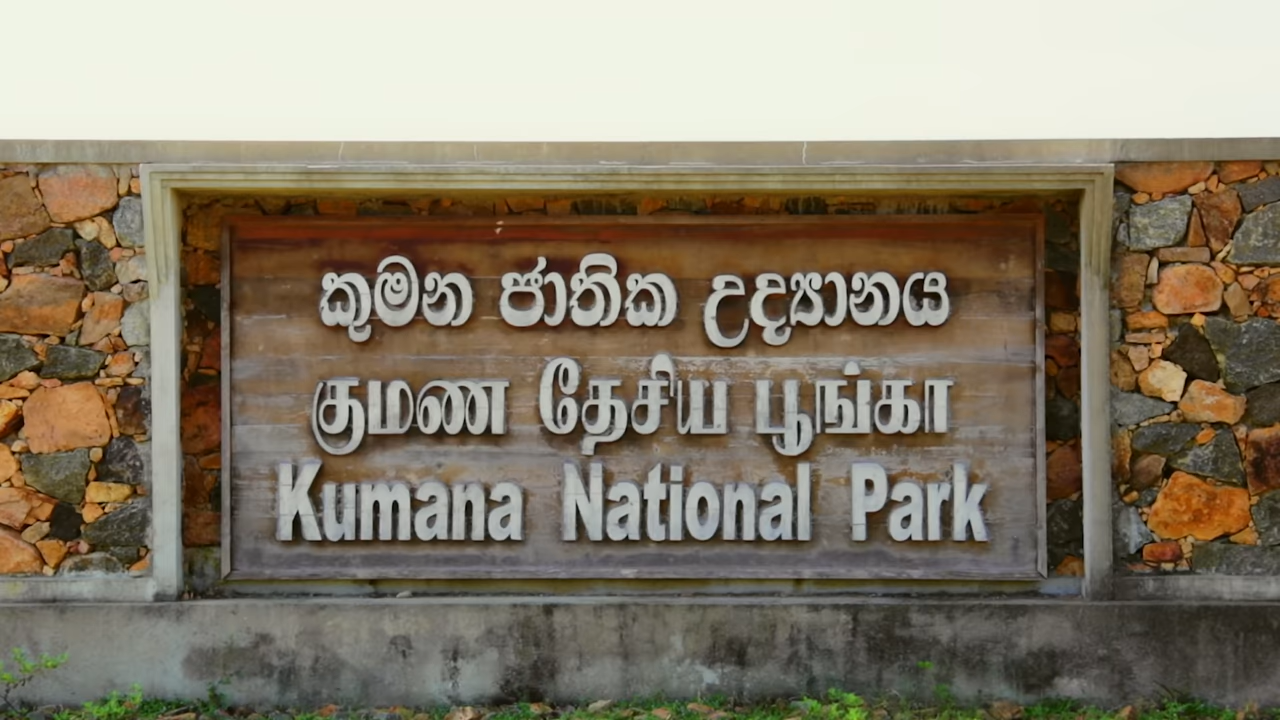 කුමන ජාතික උද්‍යානය
குமண தேசிய பூங்கா
Kumana National Park